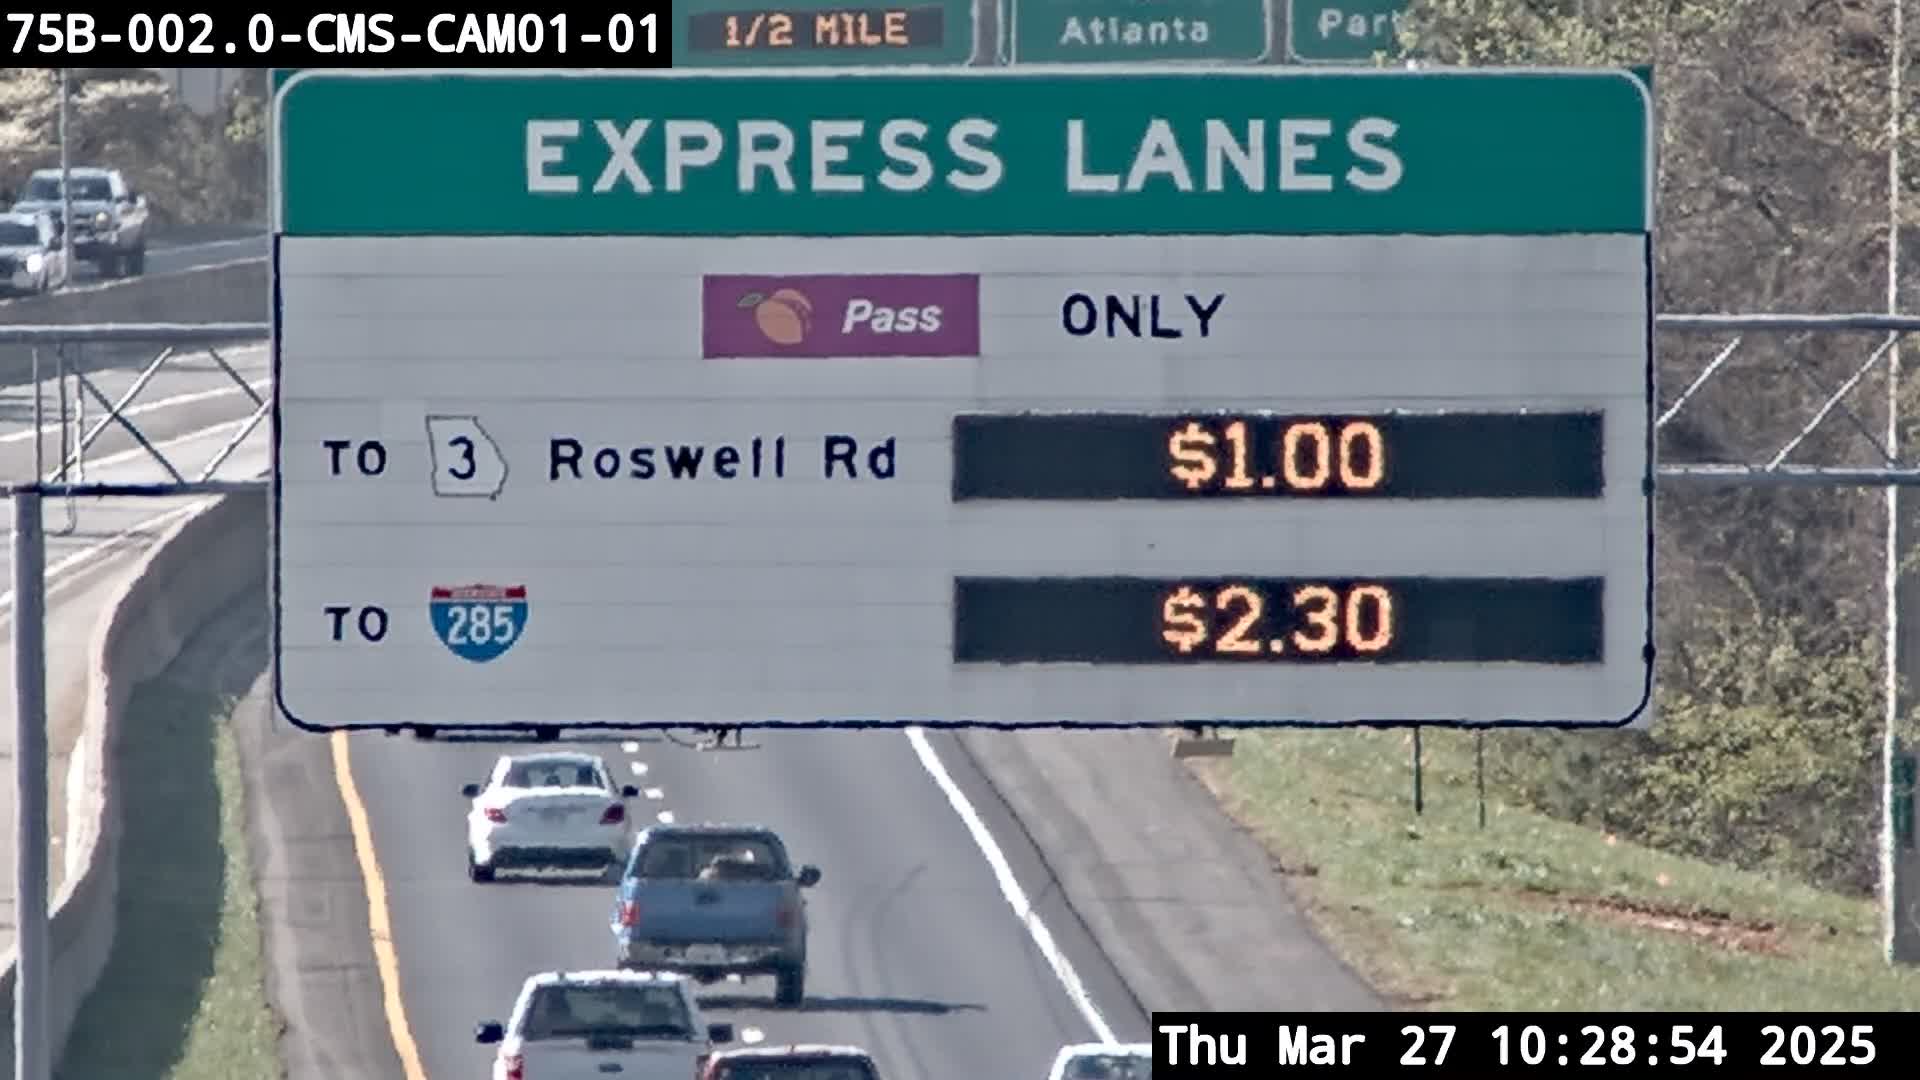 75B-002.0-CMS-CAM01-01
1/2 MILE
Atlanta
EXPRESS LANES
Pass ONLY
TO 3 Roswell Rd $1.00
TO 285 $2.30
Thu Mar 27 10:28:54 2025